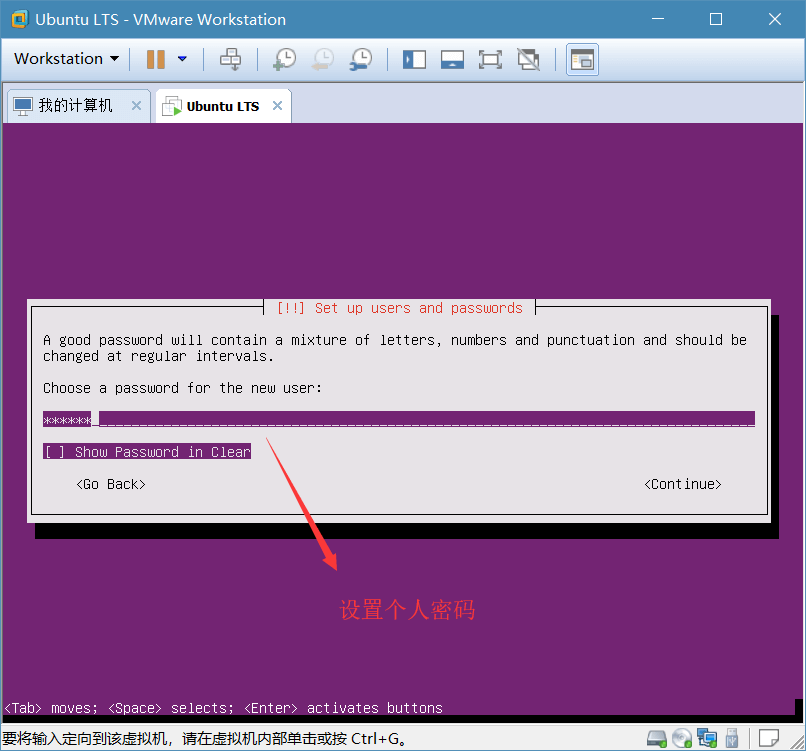 Ubuntu LTS - VMware Workstation
Workstation
我的计算机
Ubuntu LTS
[!!] Set up users and passwords
A good password will contain a mixture of letters, numbers and punctuation and should be
changed at regular intervals.
Choose a password for the new user:
******
[ ] Show Password in Clear
<Go Back>
<Continue>
设置个人密码
<Tab> moves; <Space> selects; <Enter> activates buttons
要将输入定向到该虚拟机，请在虚拟机内部单击或按 Ctrl+G。